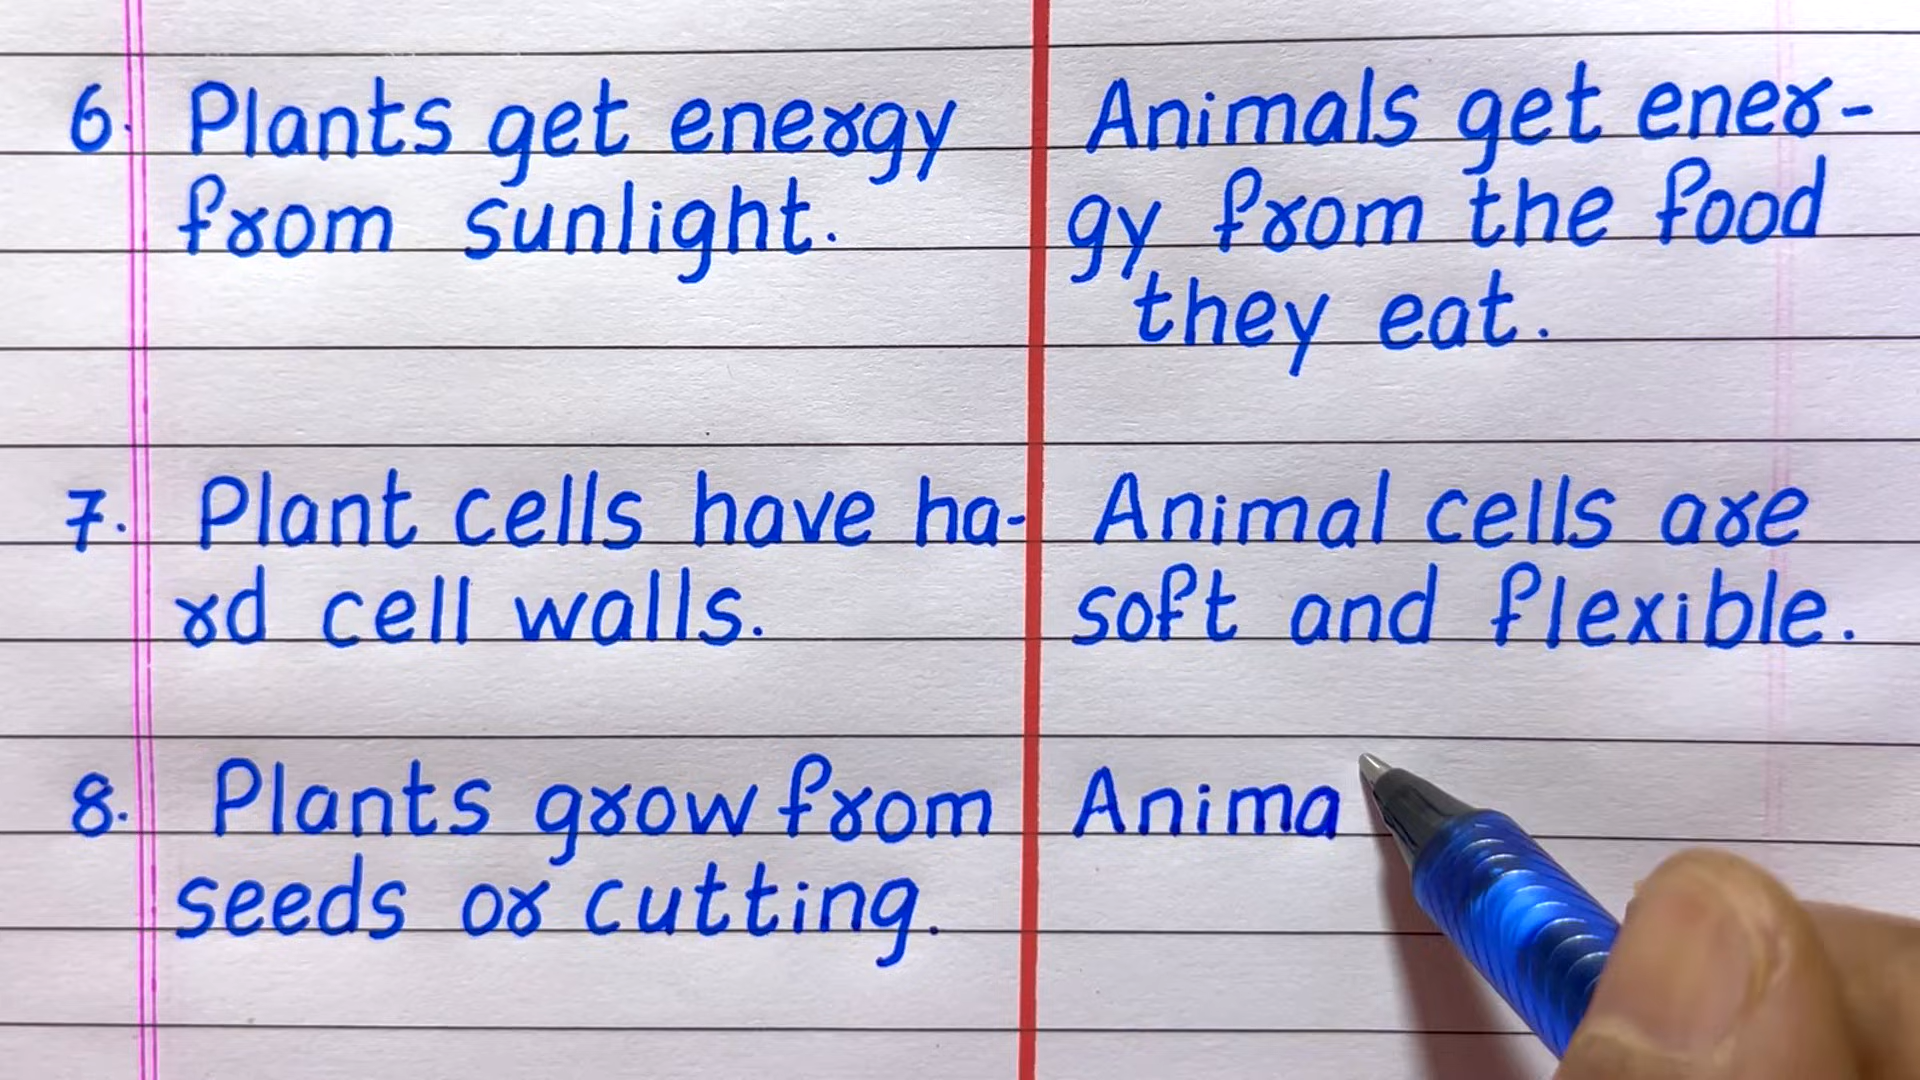 6. Plants get energy
from sunlight.
Animals get ener-
gy from the food
they eat.
7. Plant cells have ha-
rd cell walls.
Animal cells are
soft and flexible.
8. Plants grow from
seeds or cutting.
Anima